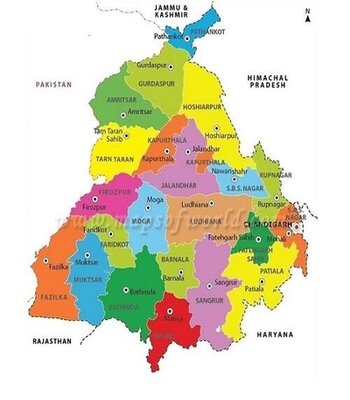 JAMMU &
KASHMIR
N
PATHANKOT
Pathankot
Gurdaspur
GURDASPUR
PAKISTAN
HIMACHAL
PRADESH
AMRITSAR
Amritsar
HOSHIARPUR
Tarn Taran
Sahib
Hoshiarpur
KAPURTHALA
Jalandhar
TARN TARAN
Kapurthala
KAPURTHALA
Nawanshahr
RUPNAGAR
FIROZPUR
JALANDHAR
S.B.S. NAGAR
Firozpur
Moga
Ludhiana
Rupnagar
S.A.S.
NAGAR
www.mapsofworld.com
MOGA
LUDHIANA
CHANDIGARH
Faridkot
FARIDKOT
Fatehgarh Sahib
Mohali
FATEHGARH
SAHIB
Fazilka
Muktsar
BARNALA
Barnala
PATIALA
MUKTSAR
Bathinda
Sangrur
Patiala
FAZILKA
BATHINDA
SANGRUR
Mansa
RAJASTHAN
HARYANA